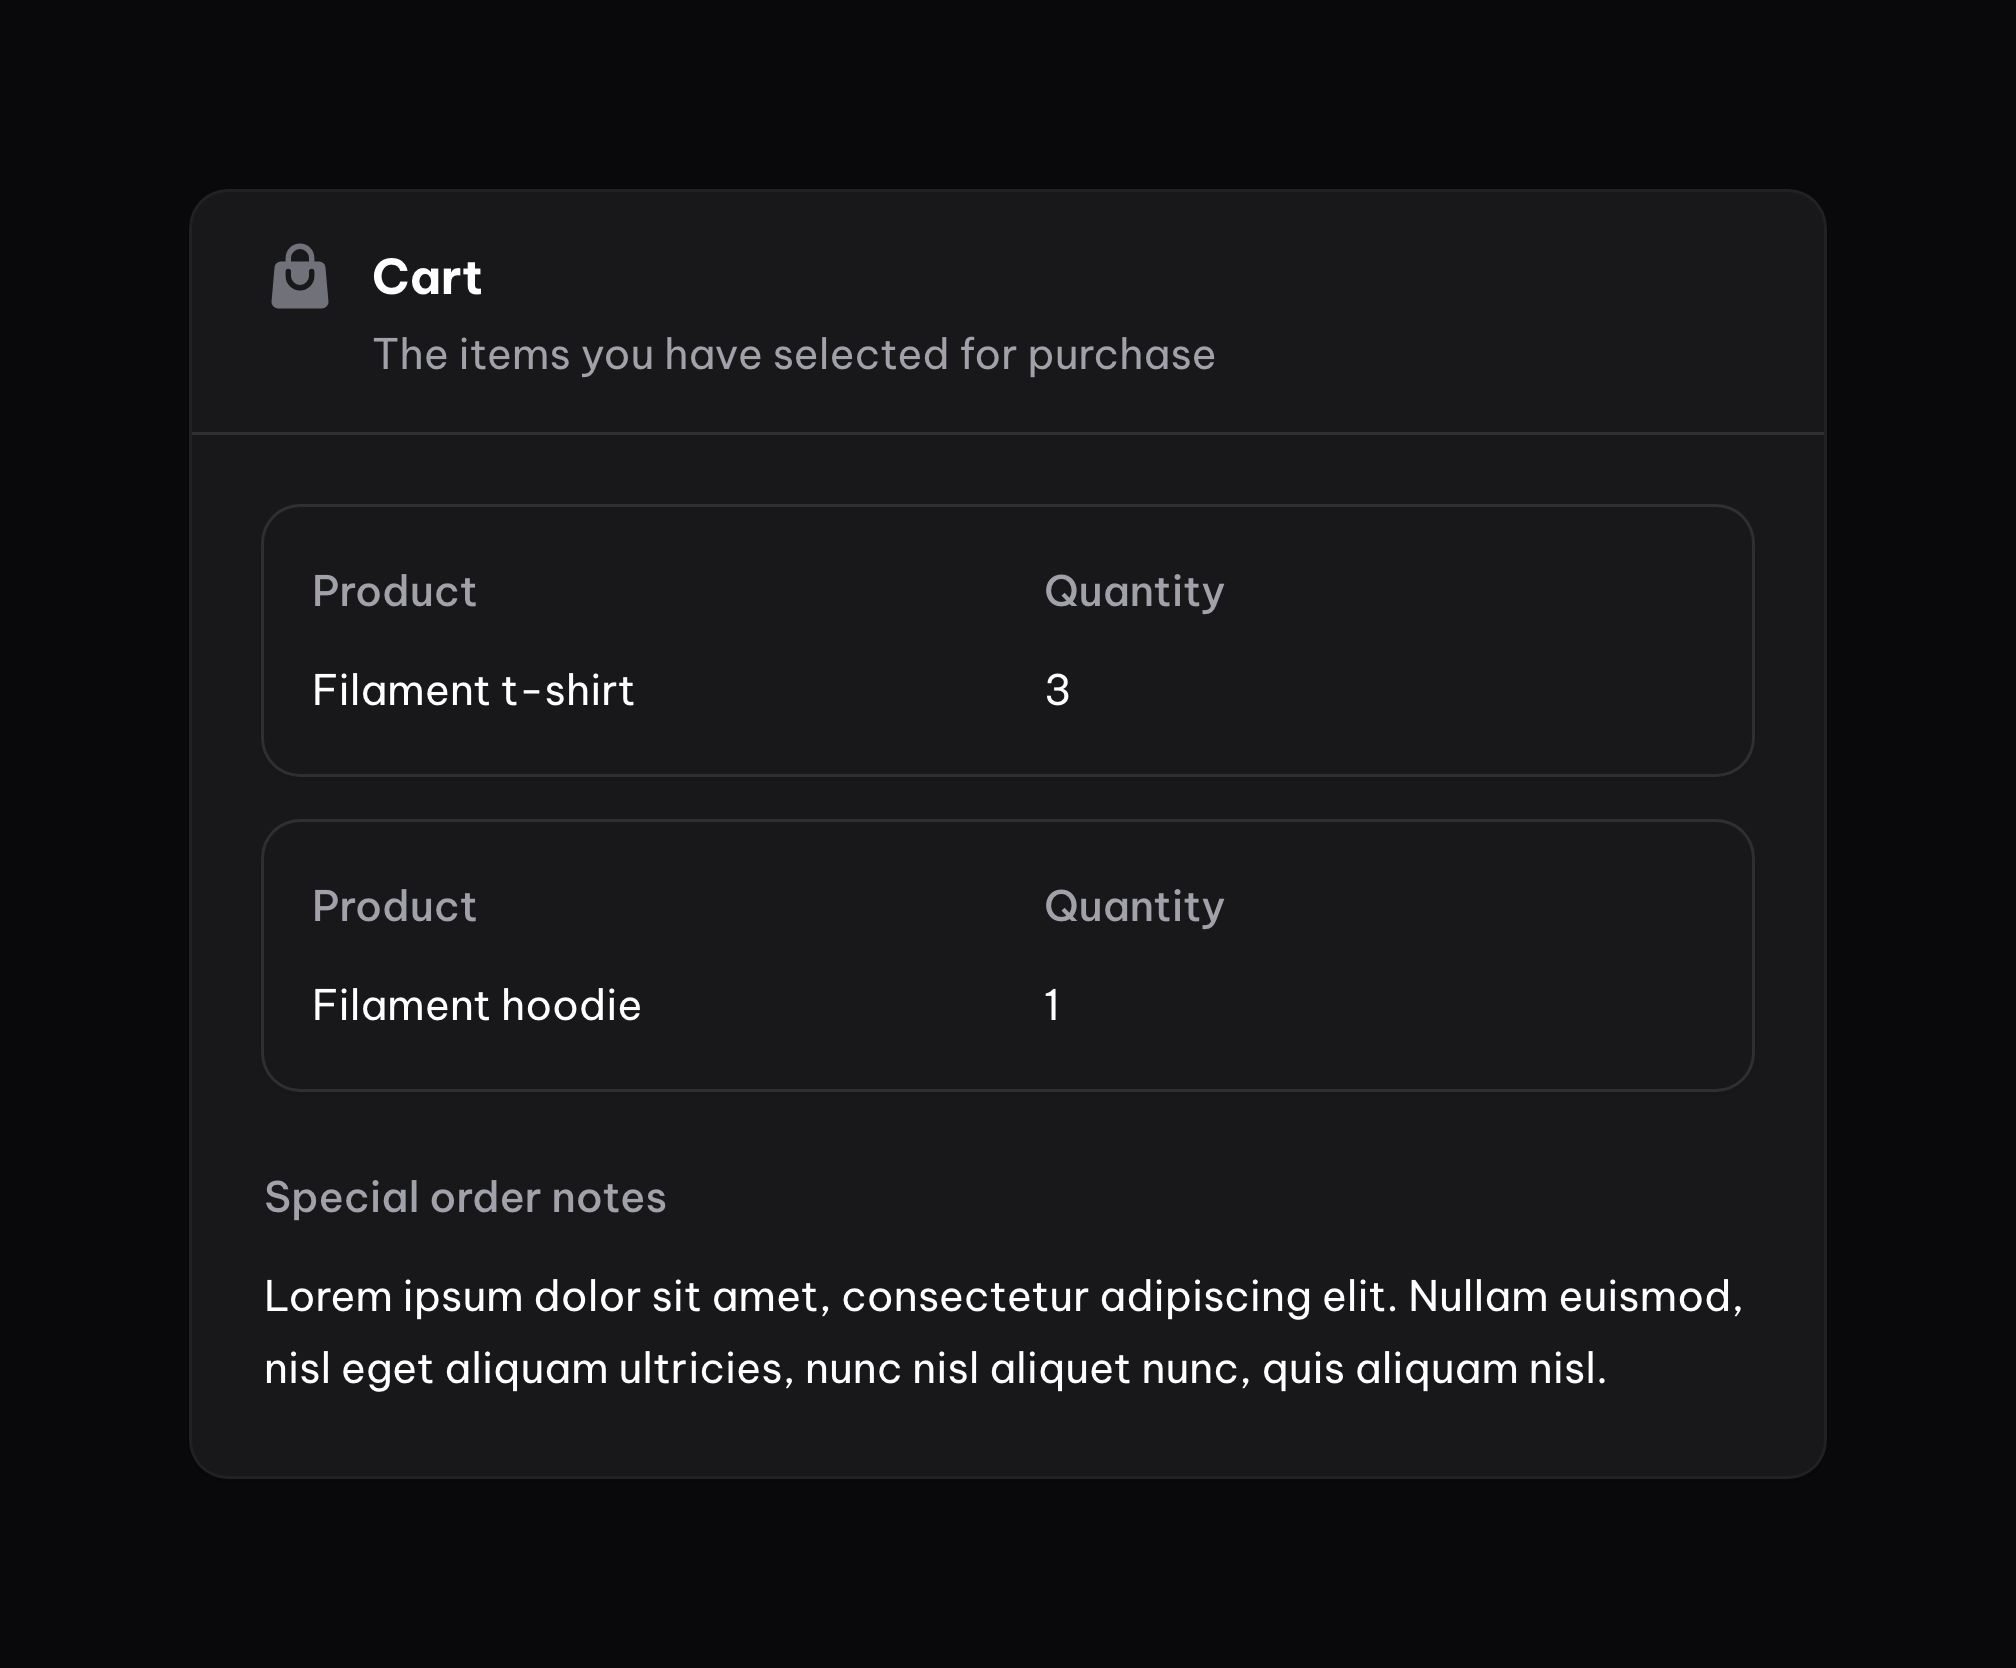 Cart
The items you have selected for purchase
Product Quantity
Filament t-shirt 3
Product Quantity
Filament hoodie 1
Special order notes
Lorem ipsum dolor sit amet, consectetur adipiscing elit. Nullam euismod,
nisl eget aliquam ultricies, nunc nisl aliquet nunc, quis aliquam nisl.